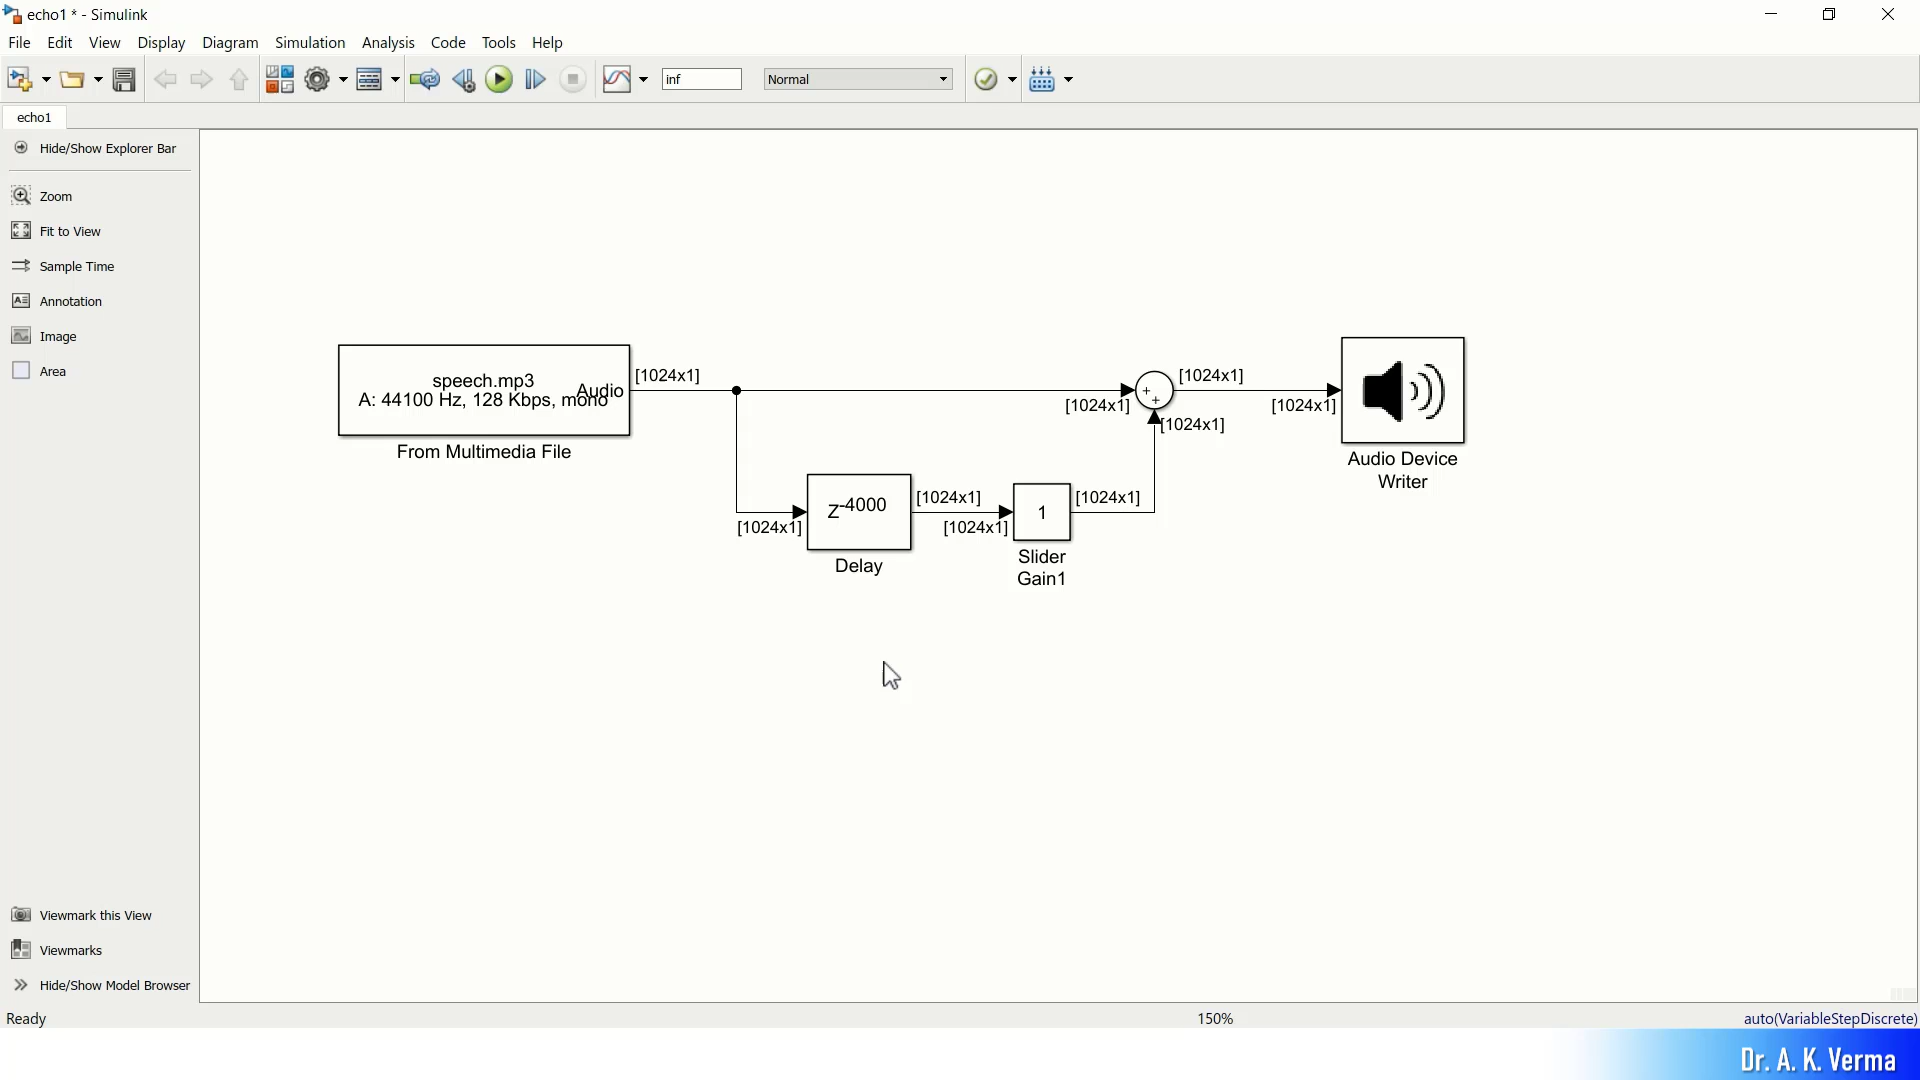 echo1 * - Simulink
File Edit View Display Diagram Simulation Analysis Code Tools Help
inf
Normal
echo1
Hide/Show Explorer Bar
Zoom
Fit to View
Sample Time
Annotation
Image
Area
speech.mp3
A: 44100 Hz, 128 Kbps, mono
Audio
From Multimedia File
[1024x1]
[1024x1]
+
+
[1024x1]
[1024x1]
[1024x1]
Audio Device
Writer
[1024x1]
Z-4000
Delay
[1024x1]
[1024x1]
1
Slider
Gain1
[1024x1]
Viewmark this View
Viewmarks
Hide/Show Model Browser
Ready
150%
auto(VariableStepDiscrete)
Dr. A. K. Verma